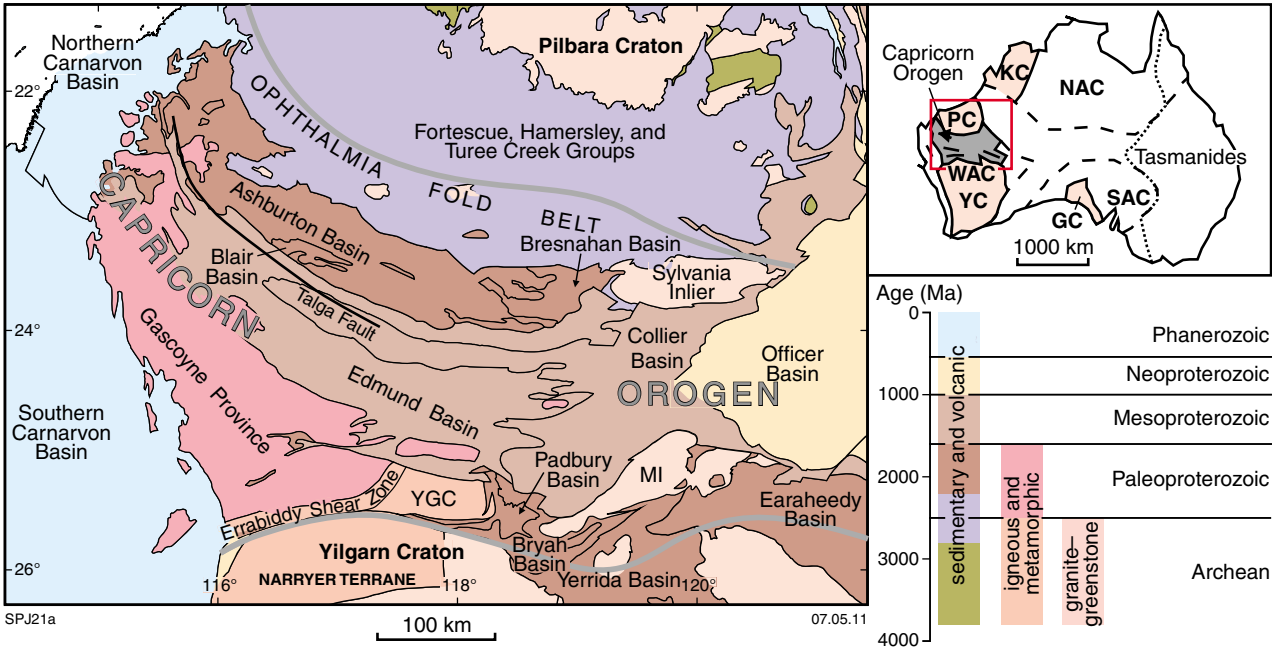 Northern
Carnarvon
Basin
22°
24°
26°
Pilbara Craton
OPHTHALMIA
FOLD
BELT
Fortescue, Hamersley, and
Turee Creek Groups
CAPRICORN
Ashburton Basin
Blair
Basin
Talga Fault
Bresnahan Basin
Sylvania
Inlier
Collier
Basin
Officer
Basin
OROGEN
Gascoyne Province
Edmund Basin
Southern
Carnarvon
Basin
Errabiddy Shear Zone
YGC
Padbury
Basin
MI
Earaheedy
Basin
Yilgarn Craton
Bryah
Basin
Yerrida Basin
NARRYER TERRANE
116°
118°
120°
SPJ21a
100 km
07.05.11
Capricorn
Orogen
KC
NAC
PC
WAC
YC
GC
SAC
Tasmanides
1000 km
Age (Ma)
0
1000
2000
3000
4000
sedimentary and volcanic
igneous and
metamorphic
granite–
greenstone
Phanerozoic
Neoproterozoic
Mesoproterozoic
Paleoproterozoic
Archean